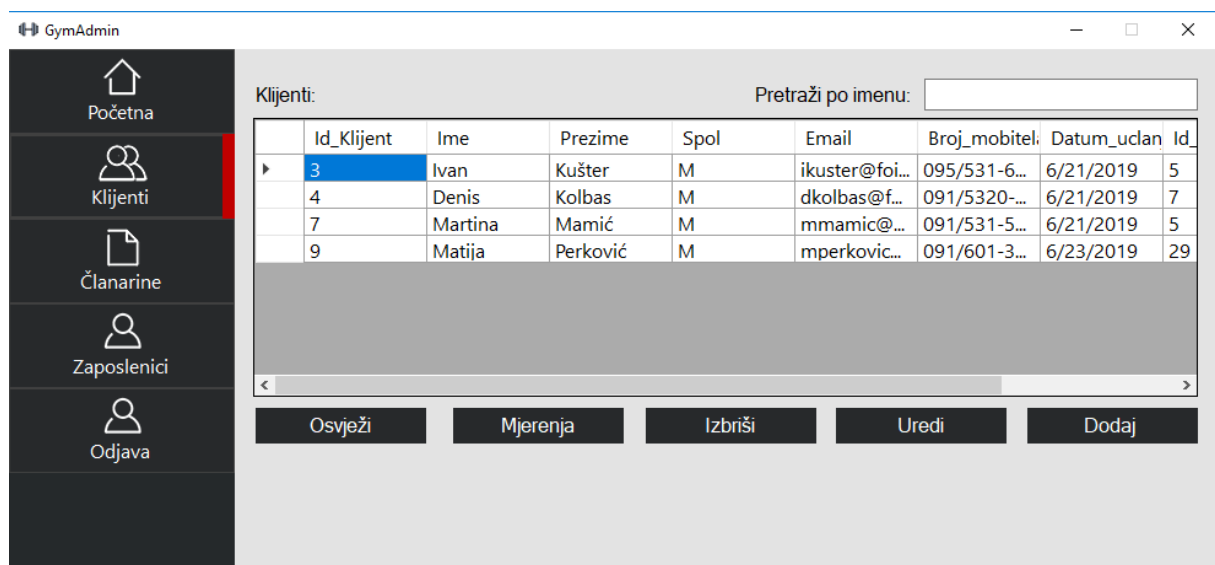 GymAdmin
Početna
Klijenti
Članarine
Zaposlenici
Odjava
Klijenti: Pretraži po imenu:
Id_Klijent Ime Prezime Spol Email Broj_mobitela Datum_uclan Id_
3 Ivan Kušter M ikuster@foi... 095/531-6... 6/21/2019 5
4 Denis Kolbas M dkolbas@f... 091/5320-... 6/21/2019 7
7 Martina Mamić M mmamic@... 091/531-5... 6/21/2019 5
9 Matija Perković M mperkovic... 091/601-3... 6/23/2019 29
Osvježi Mjerenja Izbriši Uredi Dodaj